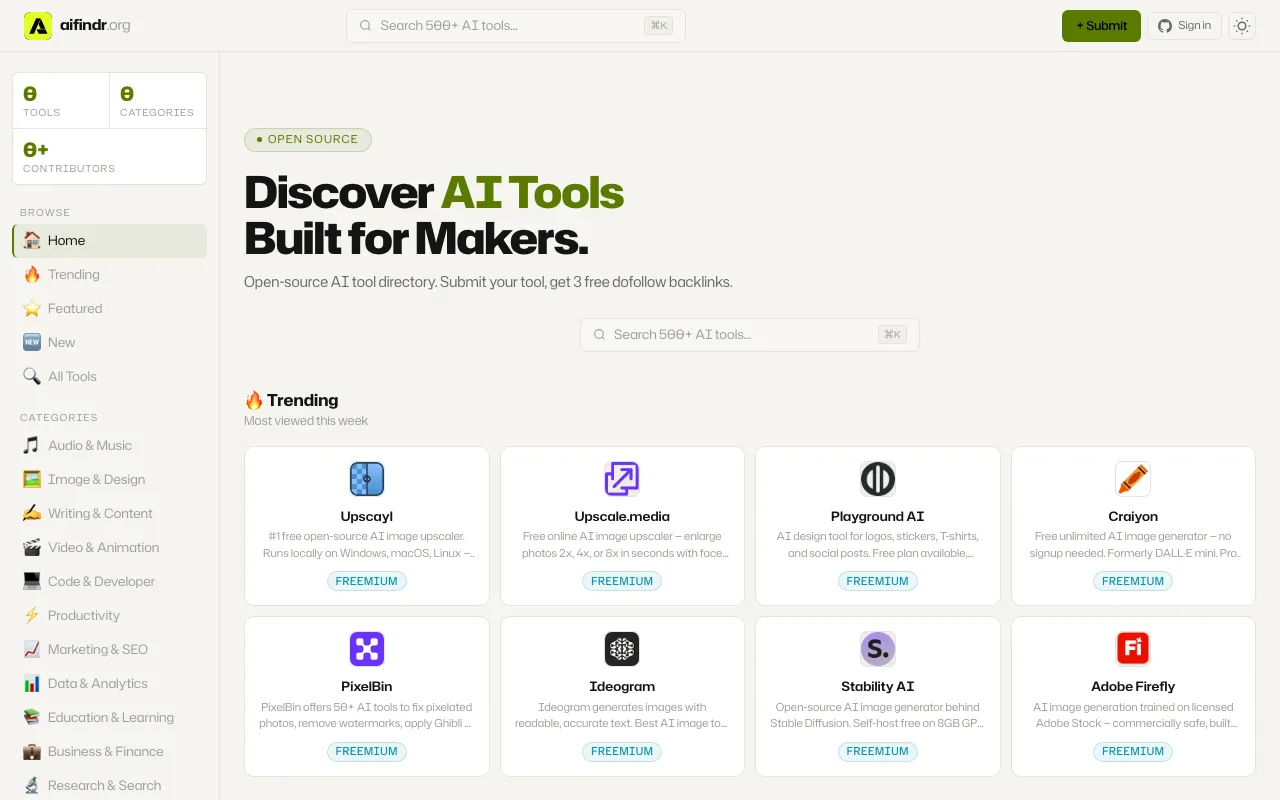 aifindr.org
Search 500+ AI tools...
⌘K
+ Submit
Sign in
0
TOOLS
0
CATEGORIES
0+
CONTRIBUTORS
BROWSE
Home
Trending
Featured
New
All Tools
CATEGORIES
Audio & Music
Image & Design
Writing & Content
Video & Animation
Code & Developer
Productivity
Marketing & SEO
Data & Analytics
Education & Learning
Business & Finance
Research & Search
OPEN SOURCE
Discover AI Tools
Built for Makers.
Open-source AI tool directory. Submit your tool, get 3 free dofollow backlinks.
Search 500+ AI tools...
⌘K
Trending
Most viewed this week
Upscayl
#1 free open-source AI image upscaler.
Runs locally on Windows, macOS, Linux —...
FREEMIUM
Upscale.media
Free online AI image upscaler — enlarge
photos 2x, 4x, or 8x in seconds with face...
FREEMIUM
Playground AI
AI design tool for logos, stickers, T-shirts,
and social posts. Free plan available,...
FREEMIUM
Craiyon
Free unlimited AI image generator — no
signup needed. Formerly DALL·E mini. Pro...
FREEMIUM
PixelBin
PixelBin offers 50+ AI tools to fix pixelated
photos, remove watermarks, apply Ghibli ...
FREEMIUM
Ideogram
Ideogram generates images with
readable, accurate text. Best AI image to...
FREEMIUM
S.
Stability AI
Open-source AI image generator behind
Stable Diffusion. Self-host free on 8GB GP...
FREEMIUM
Fi
Adobe Firefly
AI image generation trained on licensed
Adobe Stock — commercially safe, built...
FREEMIUM